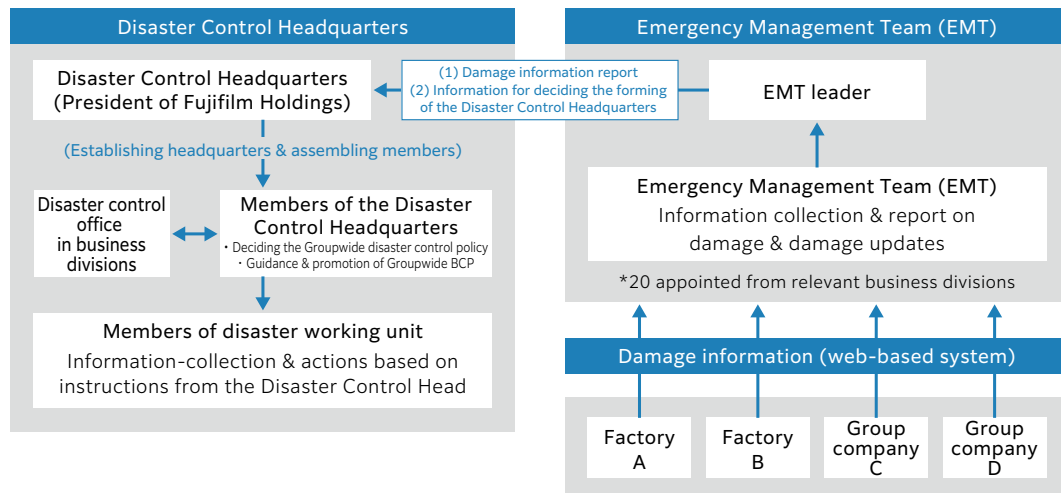 Disaster Control Headquarters
Disaster Control Headquarters
(President of Fujifilm Holdings)
(Establishing headquarters & assembling members)
Disaster control
office
in business
divisions
Members of the Disaster
Control Headquarters
・Deciding the Groupwide disaster control policy
・Guidance & promotion of Groupwide BCP
Members of disaster working unit
Information-collection & actions based on
instructions from the Disaster Control Head
(1) Damage information report
(2) Information for deciding the forming
of the Disaster Control Headquarters
Emergency Management Team (EMT)
EMT leader
Emergency Management Team (EMT)
Information collection & report on
damage & damage updates
*20 appointed from relevant business divisions
Damage information (web-based system)
Factory
A
Factory
B
Group
company
C
Group
company
D